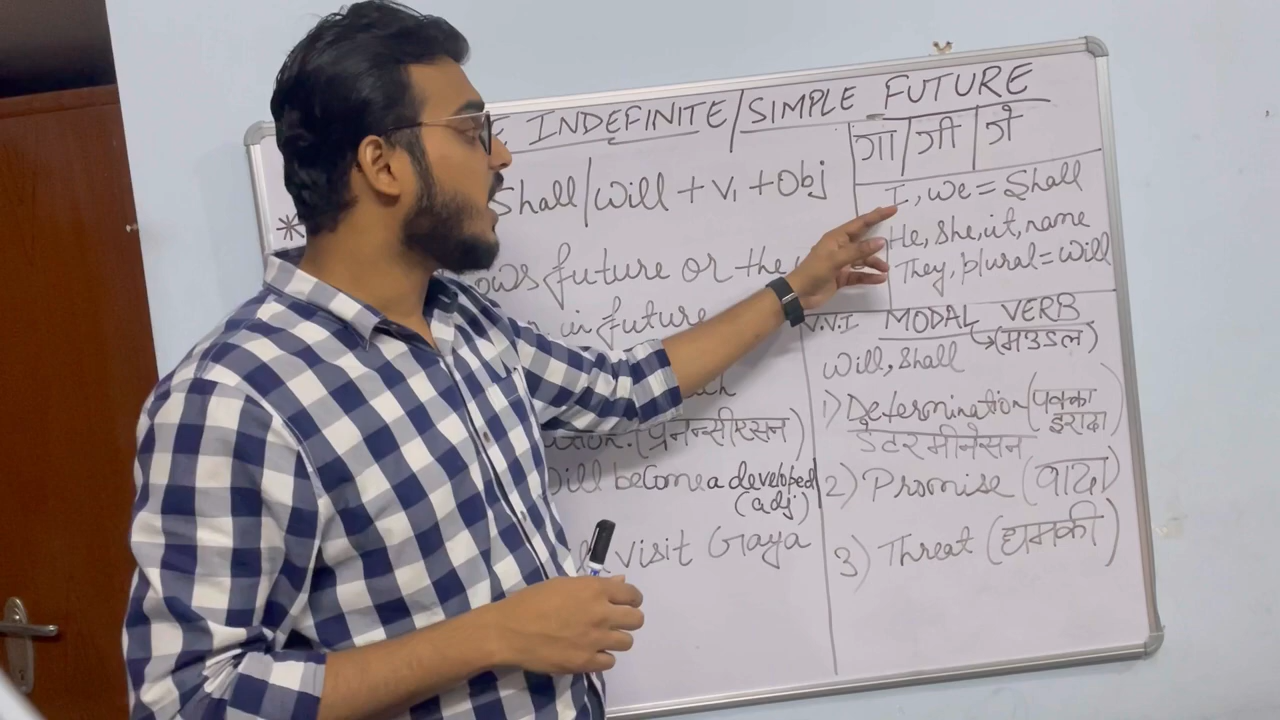 INDEFINITE/SIMPLE FUTURE
* Shall/Will + V₁ + Obj
future or the
in future
(प्रनन्सीएसन)
Will become a developed
(adj)
visit Gaya
गा/गी/गे
I, we = Shall
He, She, it, name
They, plural = Will
V.V.I MODAL VERB
(मउडल)
Will, Shall
1) Determination (पक्का इरादा)
डेटरमीनेसन
2) Promise (वादा)
3) Threat (धमकी)